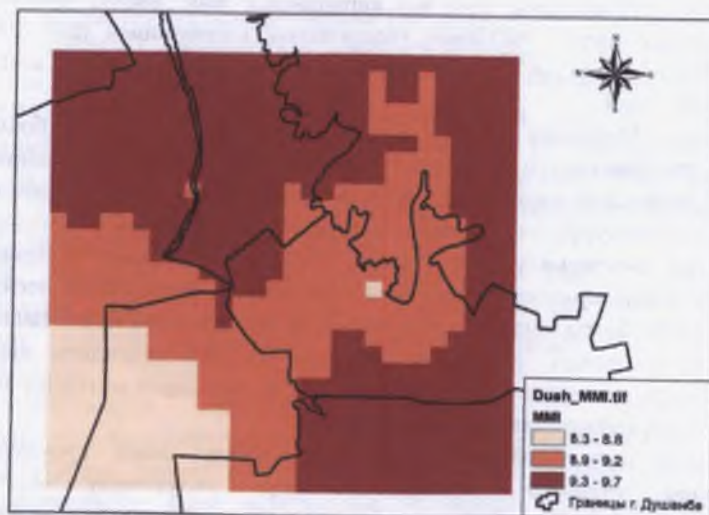 Dush_MMI.tif
MMI
8.3 - 8.8
8.9 - 9.2
9.3 - 9.7
Границы г. Душанбе